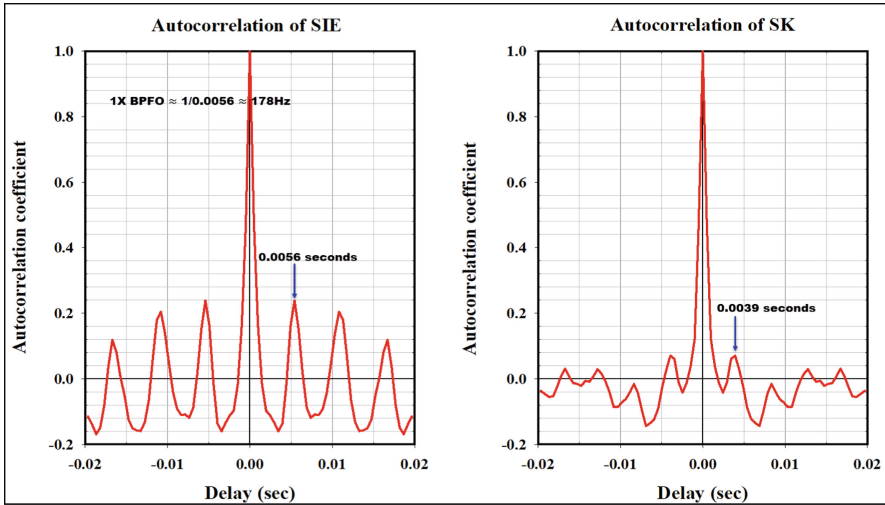 Autocorrelation of SIE
1.0
0.8
0.6
0.4
0.2
0.0
-0.2
Autocorrelation coefficient
1X BPFO ≈ 1/0.0056 ≈ 178Hz
0.0056 seconds
-0.02
-0.01
0.00
0.01
0.02
Delay (sec)
Autocorrelation of SK
1.0
0.8
0.6
0.4
0.2
0.0
-0.2
Autocorrelation coefficient
0.0039 seconds
-0.02
-0.01
0.00
0.01
0.02
Delay (sec)